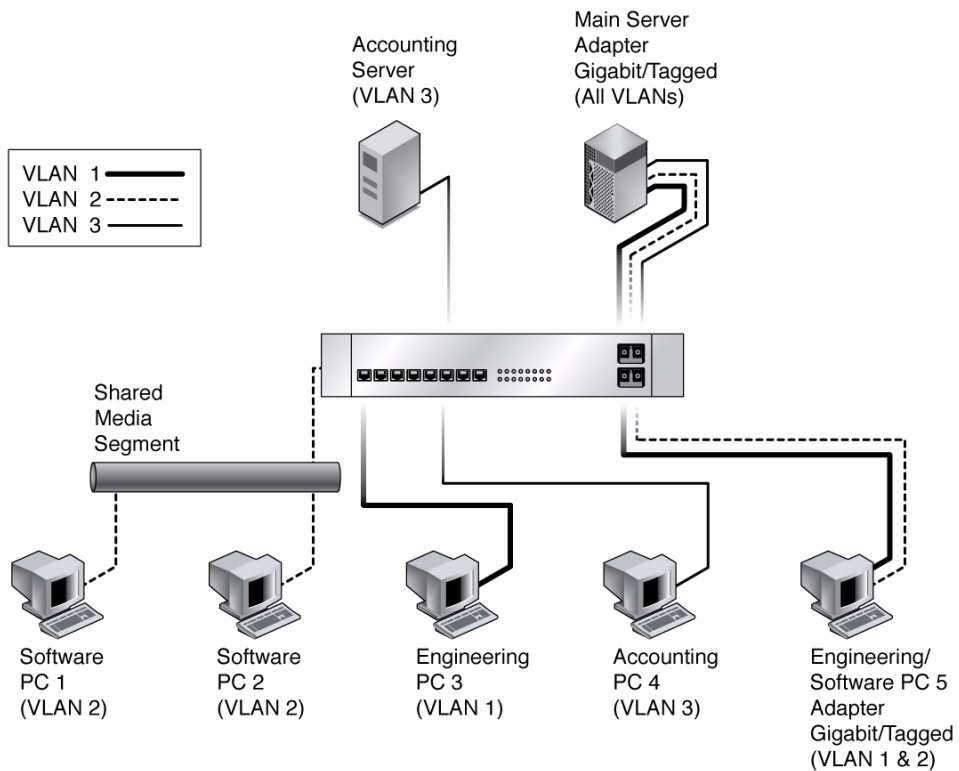 Accounting
Server
(VLAN 3)
Main Server
Adapter
Gigabit/Tagged
(All VLANs)
VLAN 1
VLAN 2
VLAN 3
Shared
Media
Segment
Software
PC 1
(VLAN 2)
Software
PC 2
(VLAN 2)
Engineering
PC 3
(VLAN 1)
Accounting
PC 4
(VLAN 3)
Engineering/
Software PC 5
Adapter
Gigabit/Tagged
(VLAN 1 & 2)